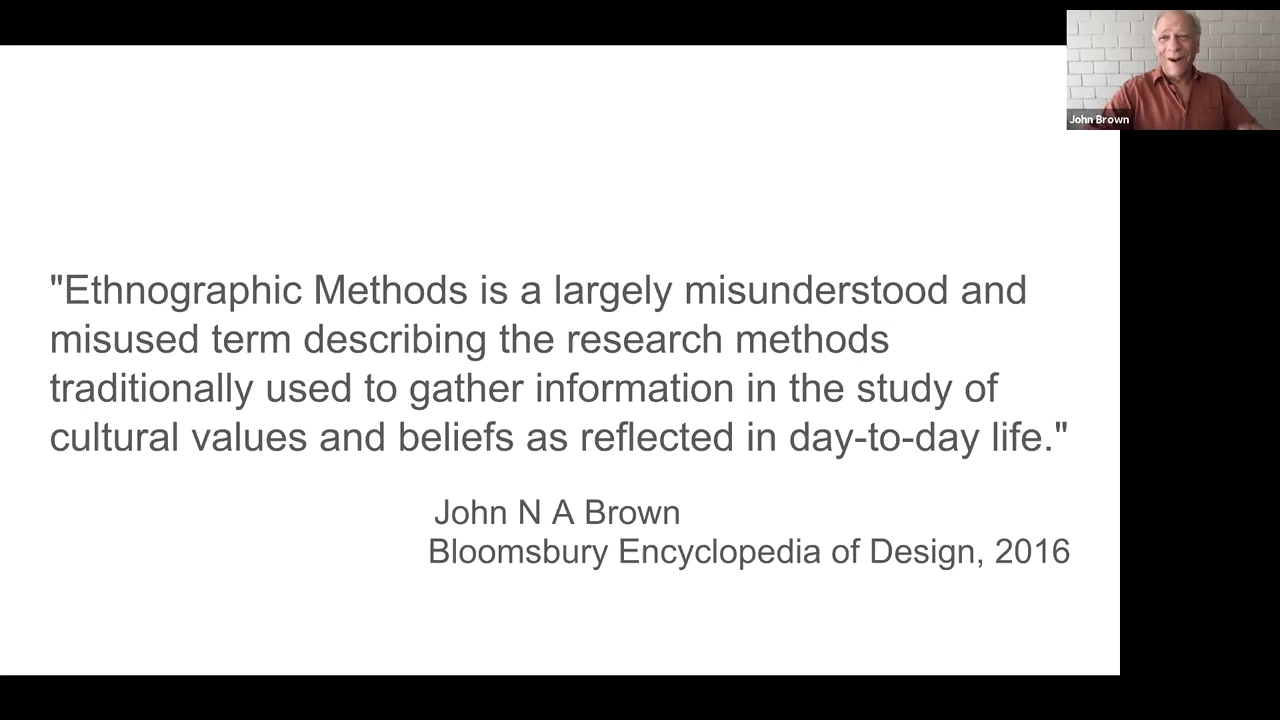 John Brown
"Ethnographic Methods is a largely misunderstood and
misused term describing the research methods
traditionally used to gather information in the study of
cultural values and beliefs as reflected in day-to-day life."
John N A Brown
Bloomsbury Encyclopedia of Design, 2016